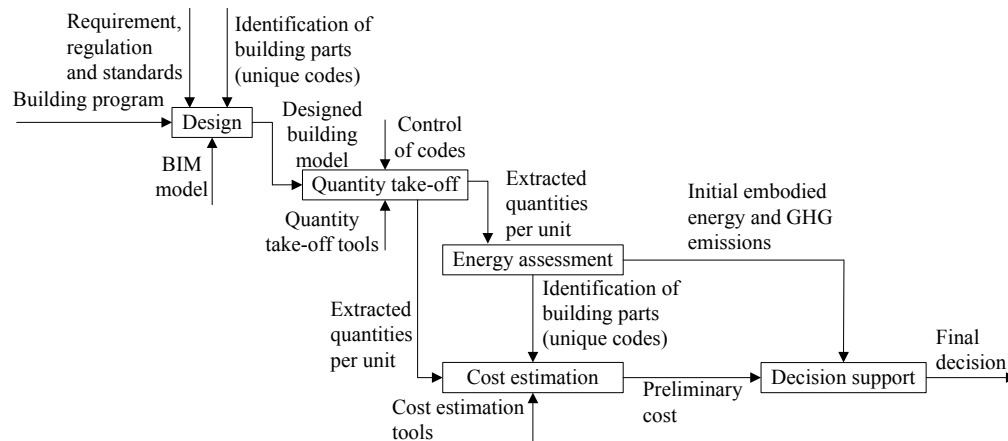 Requirement,
regulation
and standards
Identification of
building parts
(unique codes)
Building program
Design
BIM
model
Designed
building
model
Control
of codes
Quantity take-off
Quantity
take-off tools
Extracted
quantities
per unit
Initial embodied
energy and GHG
emissions
Energy assessment
Extracted
quantities
per unit
Identification of
building parts
(unique codes)
Cost estimation
Cost estimation
tools
Preliminary
cost
Decision support
Final
decision